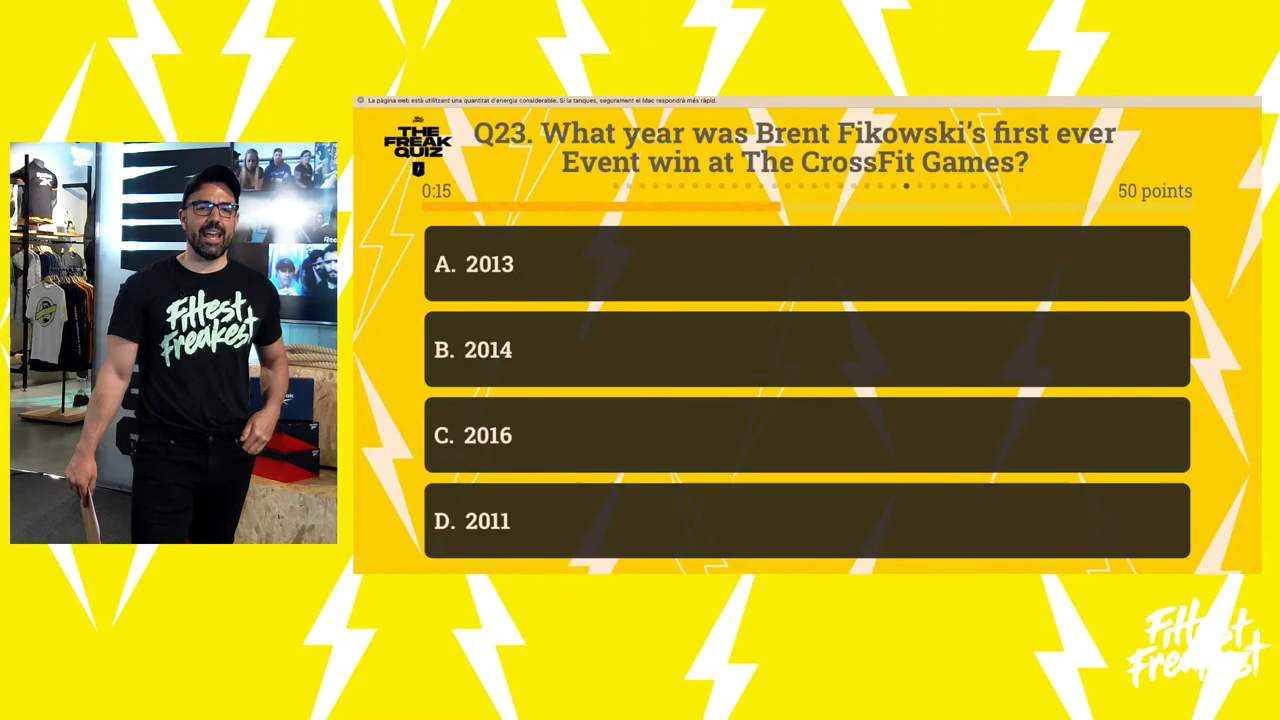 La pàgina web està utilitzant una quantitat d'energia considerable. Si la tanques, segurament el Mac respondrà més ràpid.
THE
FREAK
QUIZ
Q23. What year was Brent Fikowski's first ever
Event win at The CrossFit Games?
0:15
50 points
A. 2013
B. 2014
C. 2016
D. 2011
Fittest
Freakest
Fittest
Freakest